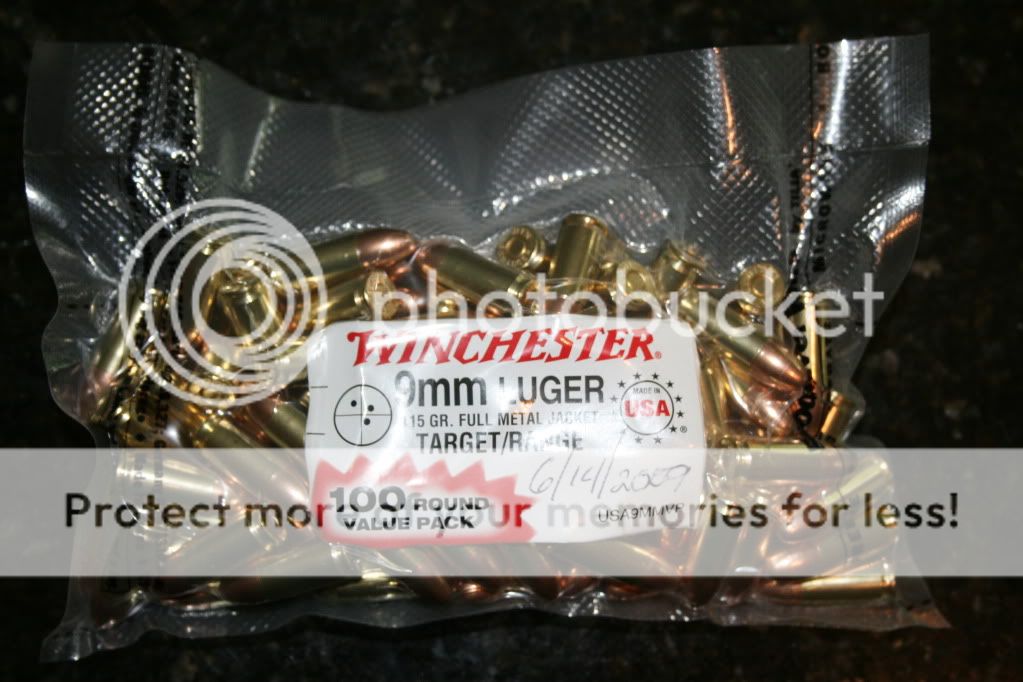 photobucket
WINCHESTER®
9mm LUGER
MADE IN
USA
115 GR. FULL METAL JACKET
TARGET/RANGE
6/14/2009
100 ROUND
VALUE PACK
USA9MMVP
Protect more of your memories for less!